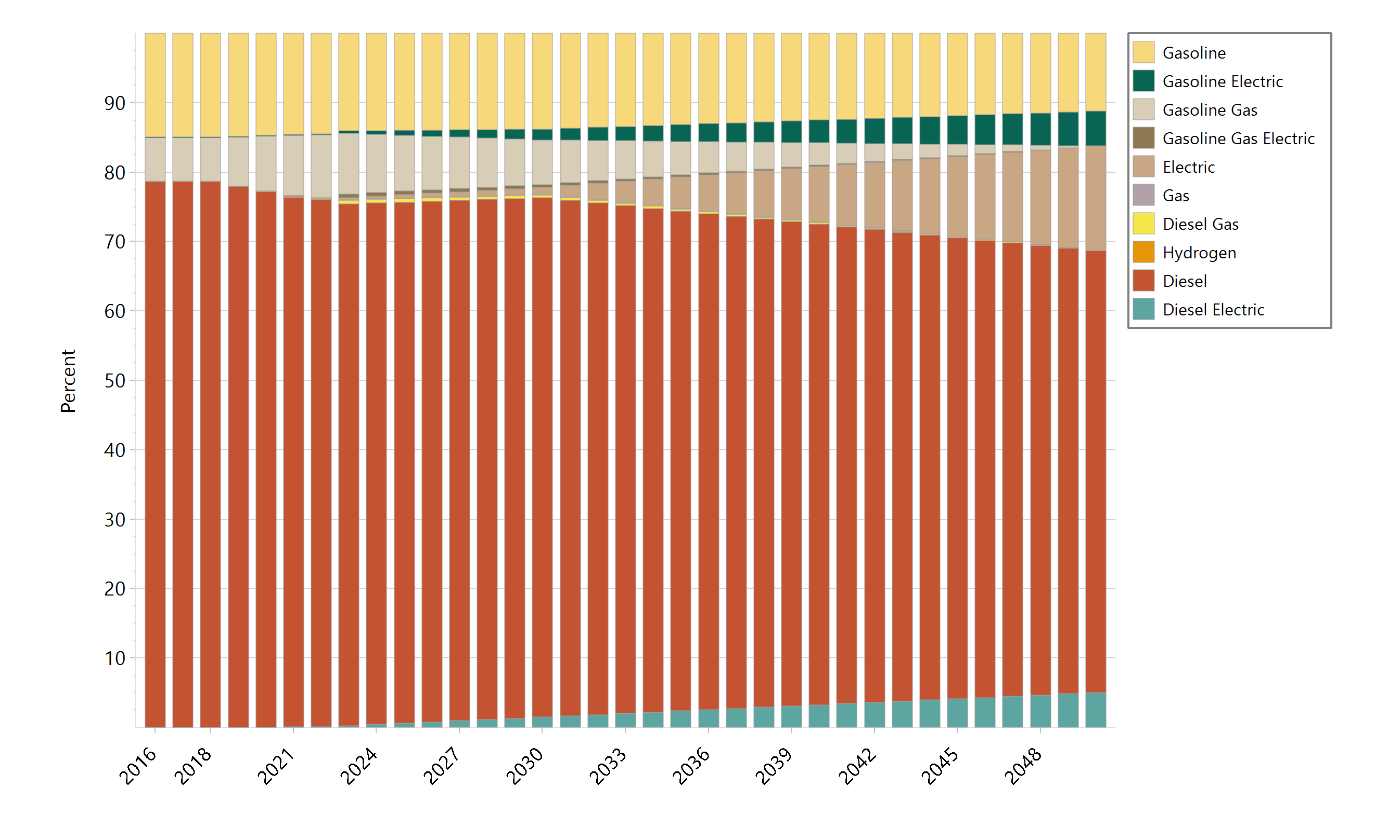 Percent
90
80
70
60
50
40
30
20
10
2016
2018
2021
2024
2027
2030
2033
2036
2039
2042
2045
2048
Gasoline
Gasoline Electric
Gasoline Gas
Gasoline Gas Electric
Electric
Gas
Diesel Gas
Hydrogen
Diesel
Diesel Electric